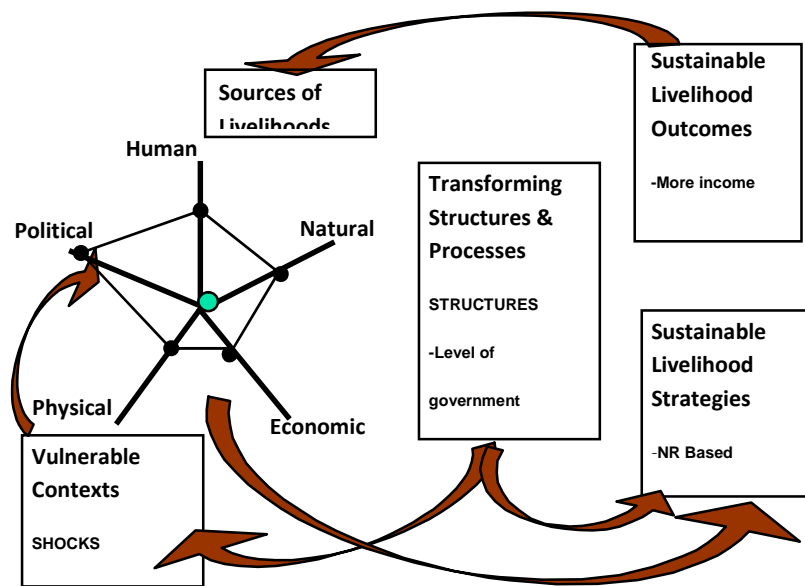 Sources of
Livelihoods
Human
Political
Natural
Physical
Economic
Vulnerable
Contexts
SHOCKS
Transforming
Structures &
Processes
STRUCTURES
-Level of
government
Sustainable
Livelihood
Outcomes
-More income
Sustainable
Livelihood
Strategies
-NR Based